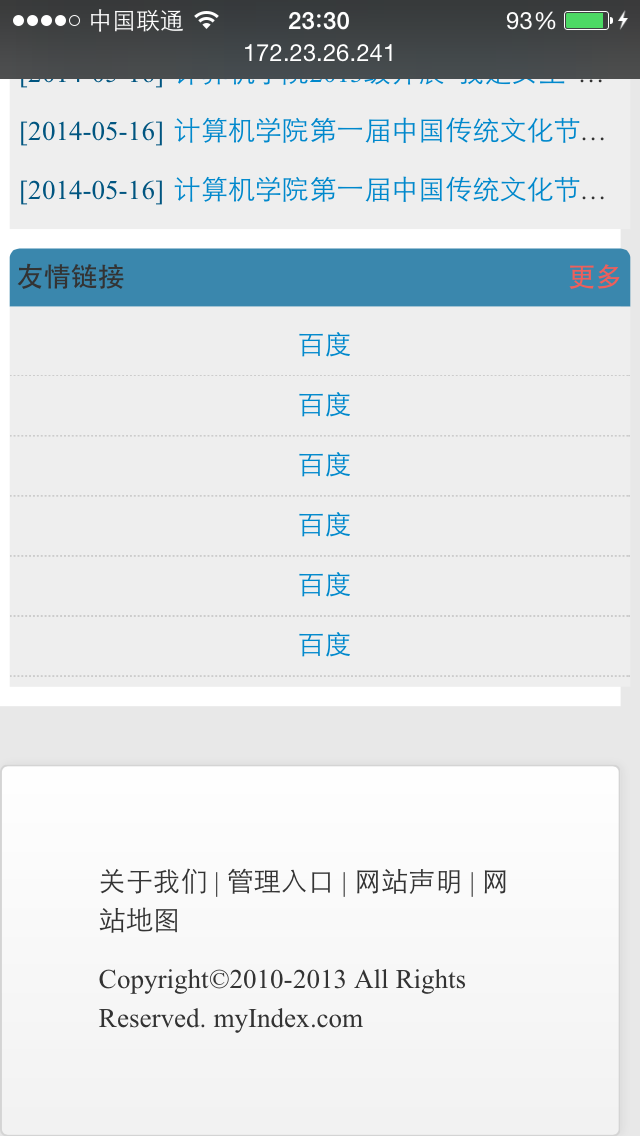 中国联通 23:30 93%
172.23.26.241
[2014-05-16] 计算机学院第一届中国传统文化节…
[2014-05-16] 计算机学院第一届中国传统文化节…
友情链接 更多
百度
百度
百度
百度
百度
百度
关于我们 | 管理入口 | 网站声明 | 网
站地图
Copyright©2010-2013 All Rights
Reserved. myIndex.com